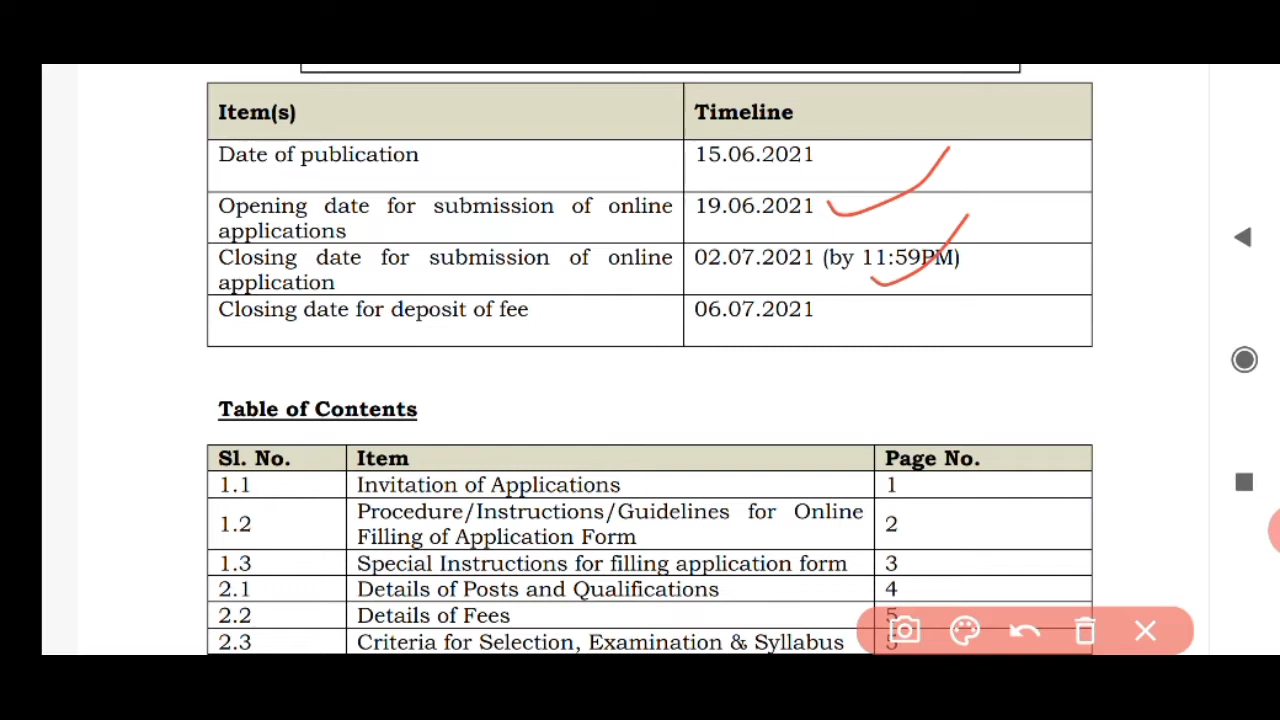 Item(s) Timeline
Date of publication 15.06.2021
Opening date for submission of online 19.06.2021
applications
Closing date for submission of online 02.07.2021 (by 11:59PM)
application
Closing date for deposit of fee 06.07.2021
Table of Contents
Sl. No. Item Page No.
1.1 Invitation of Applications 1
Procedure/Instructions/Guidelines for Online
1.2 2
Filling of Application Form
1.3 Special Instructions for filling application form 3
2.1 Details of Posts and Qualifications 4
2.2 Details of Fees 5
2.3 Criteria for Selection, Examination & Syllabus 5